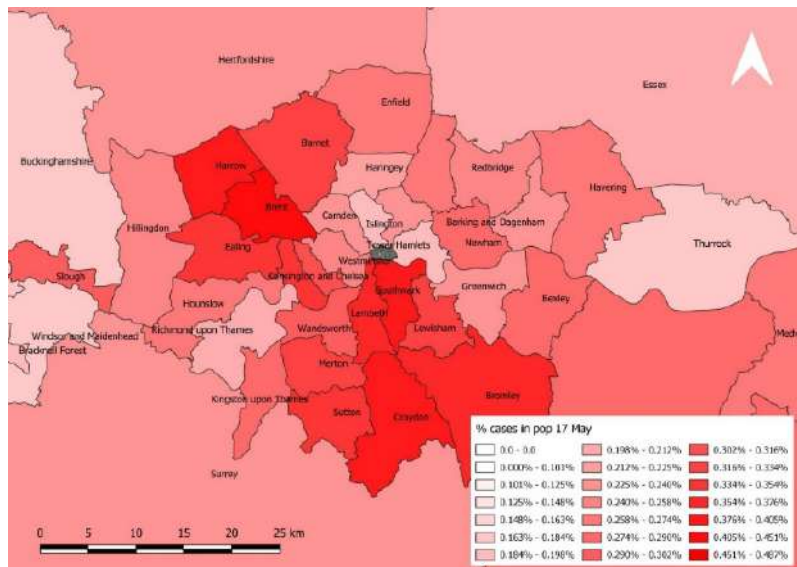 Hertfordshire
Essex
Enfield
Barnet
Buckinghamshire
Harrow
Haringey
Redbridge
Havering
Brent
Camden
Islington
Hillingdon
Barking and Dagenham
Ealing
Tower Hamlets
Newham
Thurrock
Westminster
Slough
Kensington and Chelsea
Southwark
Greenwich
Bexley
Hounslow
Lambeth
Windsor and Maidenhead
Richmond upon Thames
Wandsworth
Lewisham
Medw
Bracknell Forest
Merton
Kingston upon Thames
Bromley
Sutton
Croydon
Surrey
% cases in pop 17 May
0.0 - 0.0
0.000% - 0.101%
0.101% - 0.125%
0.125% - 0.148%
0.148% - 0.163%
0.163% - 0.184%
0.184% - 0.198%
0.198% - 0.212%
0.212% - 0.225%
0.225% - 0.240%
0.240% - 0.258%
0.258% - 0.274%
0.274% - 0.290%
0.290% - 0.302%
0.302% - 0.316%
0.316% - 0.334%
0.334% - 0.354%
0.354% - 0.376%
0.376% - 0.405%
0.405% - 0.451%
0.451% - 0.487%
0 5 10 15 20 25 km